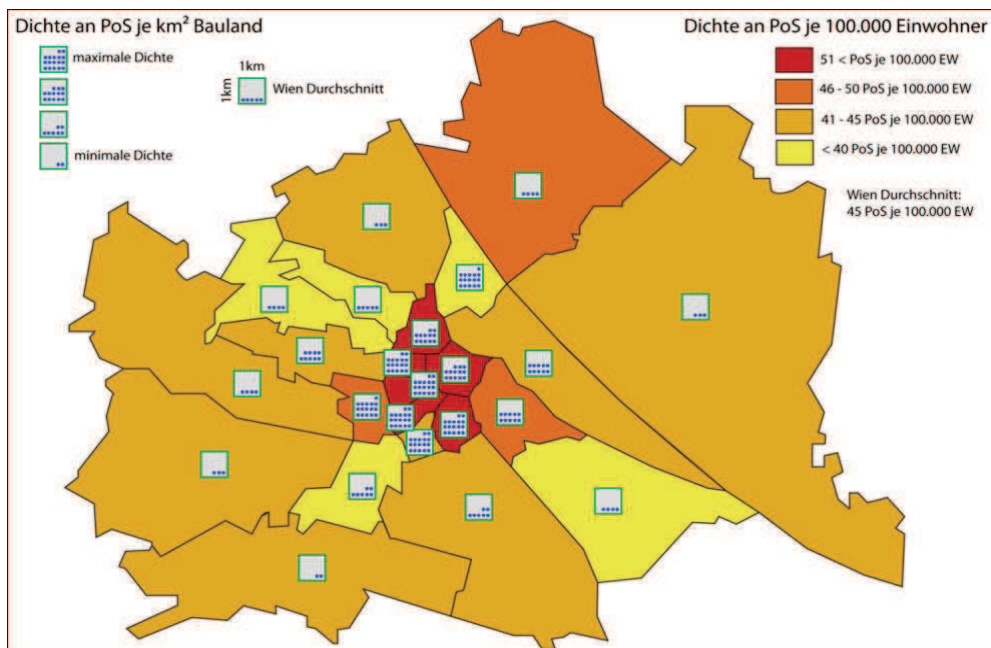 Dichte an PoS je km² Bauland
maximale Dichte
minimale Dichte
1km
1km
Wien Durchschnitt
Dichte an PoS je 100.000 Einwohner
51 < PoS je 100.000 EW
46 - 50 PoS je 100.000 EW
41 - 45 PoS je 100.000 EW
< 40 PoS je 100.000 EW
Wien Durchschnitt:
45 PoS je 100.000 EW